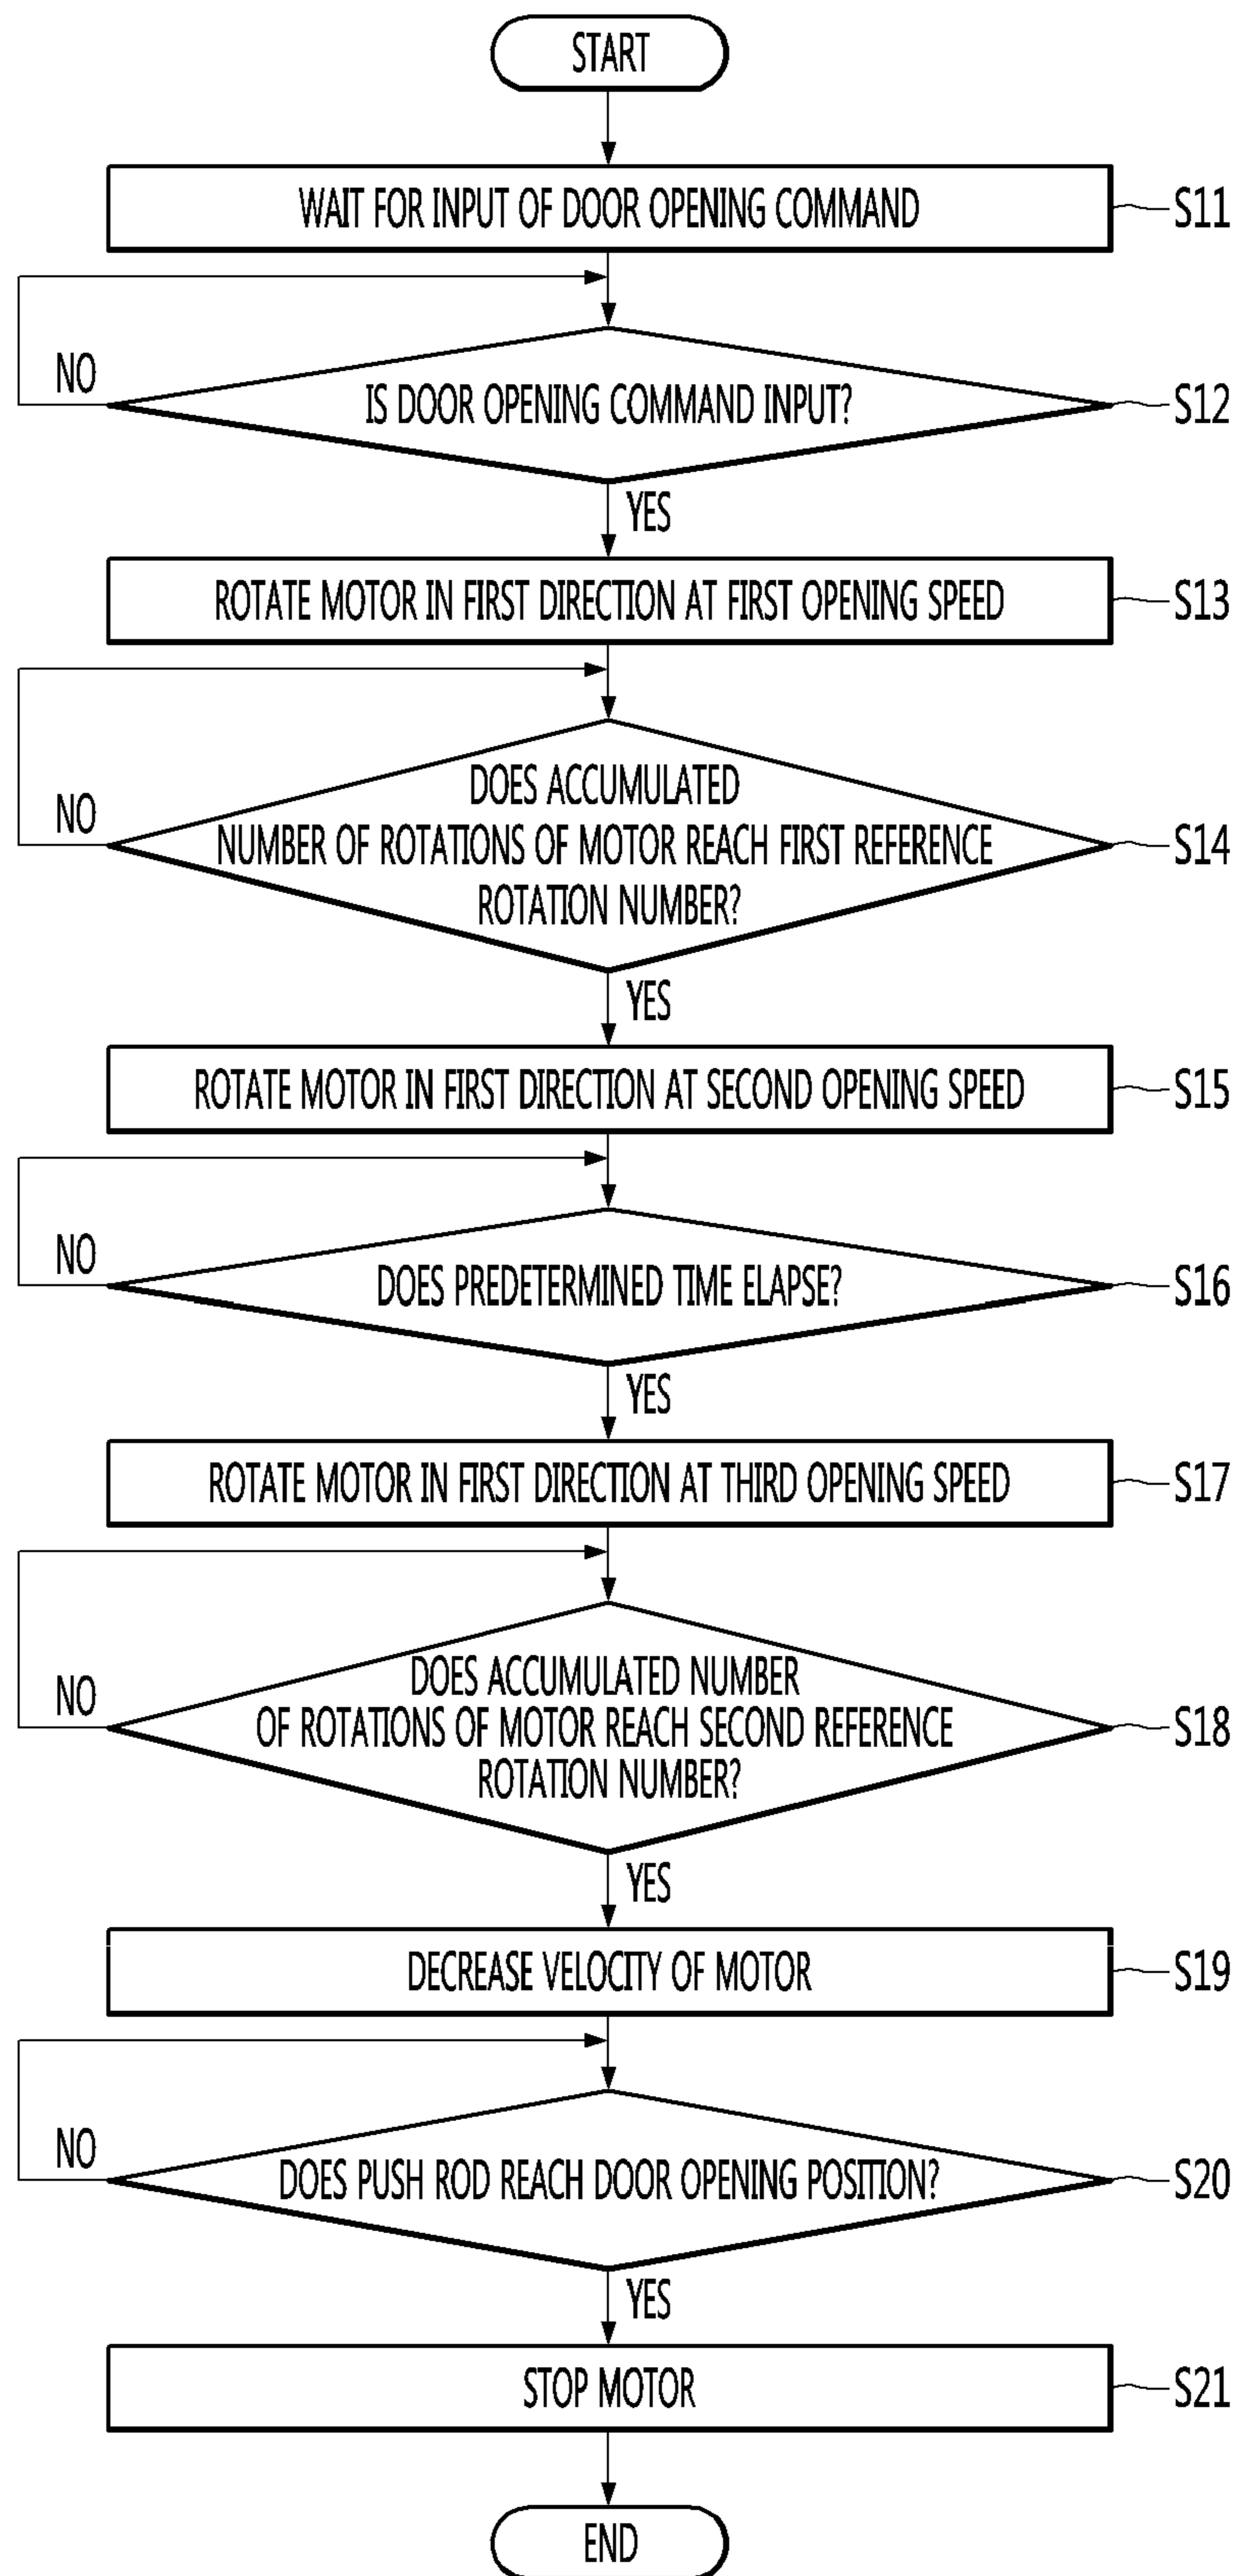 START
WAIT FOR INPUT OF DOOR OPENING COMMAND
S11
NO
IS DOOR OPENING COMMAND INPUT?
S12
YES
ROTATE MOTOR IN FIRST DIRECTION AT FIRST OPENING SPEED
S13
NO
DOES ACCUMULATED
NUMBER OF ROTATIONS OF MOTOR REACH FIRST REFERENCE
ROTATION NUMBER?
S14
YES
ROTATE MOTOR IN FIRST DIRECTION AT SECOND OPENING SPEED
S15
NO
DOES PREDETERMINED TIME ELAPSE?
S16
YES
ROTATE MOTOR IN FIRST DIRECTION AT THIRD OPENING SPEED
S17
NO
DOES ACCUMULATED NUMBER
OF ROTATIONS OF MOTOR REACH SECOND REFERENCE
ROTATION NUMBER?
S18
YES
DECREASE VELOCITY OF MOTOR
S19
NO
DOES PUSH ROD REACH DOOR OPENING POSITION?
S20
YES
STOP MOTOR
S21
END